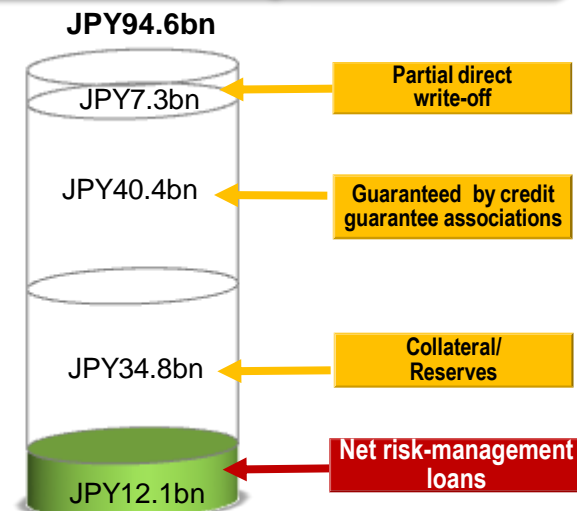 JPY94.6bn
JPY7.3bn
Partial direct
write-off
JPY40.4bn
Guaranteed by credit
guarantee associations
JPY34.8bn
Collateral/
Reserves
JPY12.1bn
Net risk-management
loans